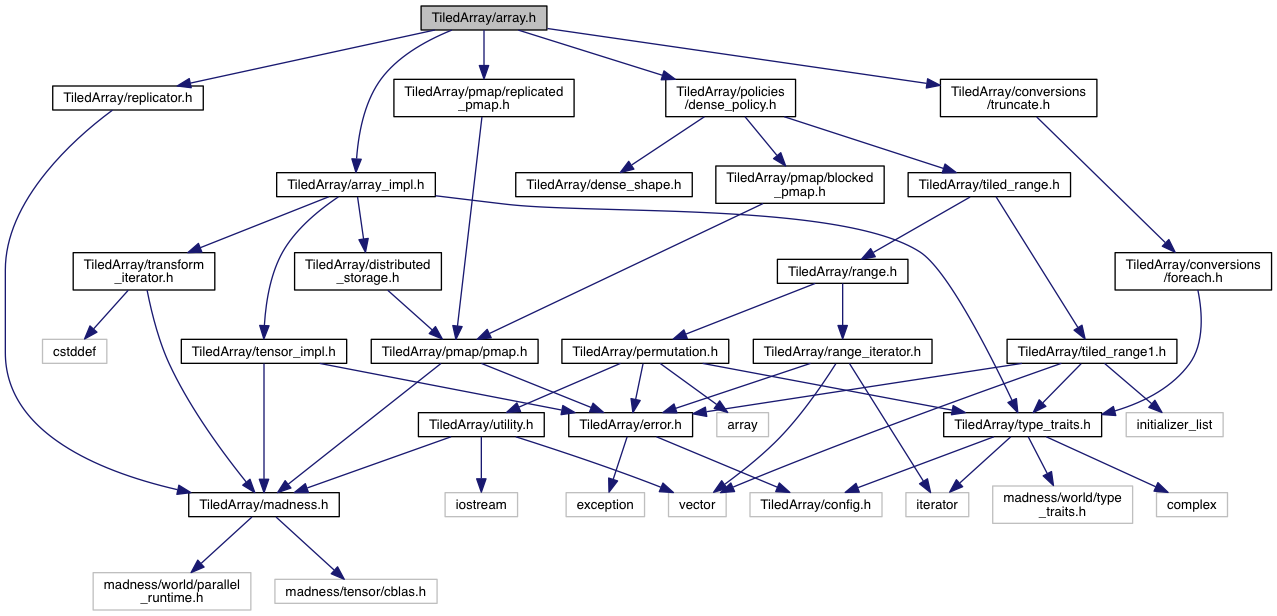 TiledArray/array.h
TiledArray/replicator.h
TiledArray/pmap/replicated
_pmap.h
TiledArray/policies
/dense_policy.h
TiledArray/conversions
/truncate.h
TiledArray/array_impl.h
TiledArray/dense_shape.h
TiledArray/pmap/blocked
_pmap.h
TiledArray/tiled_range.h
TiledArray/transform
_iterator.h
TiledArray/distributed
_storage.h
TiledArray/range.h
TiledArray/conversions
/foreach.h
cstddef
TiledArray/tensor_impl.h
TiledArray/pmap/pmap.h
TiledArray/permutation.h
TiledArray/range_iterator.h
TiledArray/tiled_range1.h
TiledArray/utility.h
TiledArray/error.h
array
TiledArray/type_traits.h
initializer_list
TiledArray/madness.h
iostream
exception
vector
TiledArray/config.h
iterator
madness/world/type
_traits.h
complex
madness/world/parallel
_runtime.h
madness/tensor/cblas.h